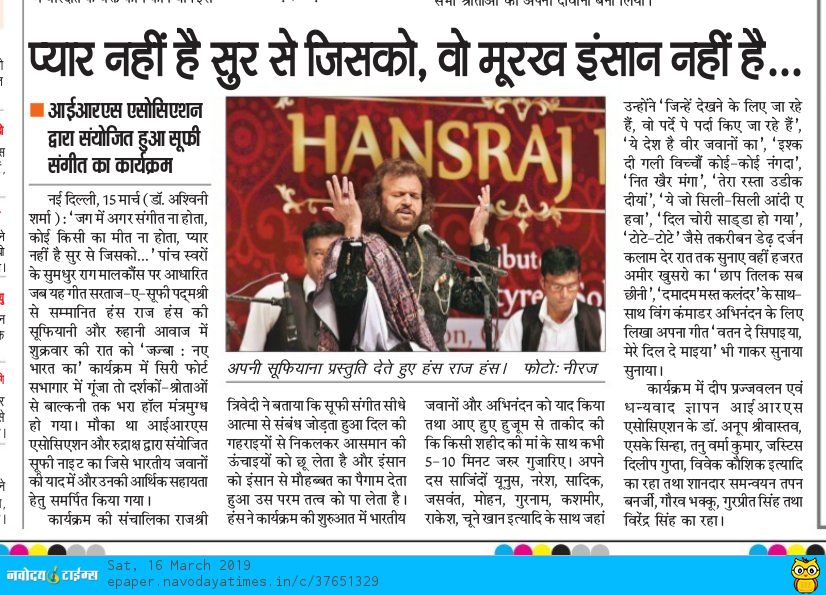 प्यार नहीं है सुर से जिसको, वो मूरख इंसान नहीं है...
आईआरएस एसोसिएशन
द्वारा संयोजित हुआ सूफी
संगीत का कार्यक्रम
नई दिल्ली, 15 मार्च (डॉ. अश्विनी
शर्मा ) : ‘जग में अगर संगीत ना होता,
कोई किसी का मीत ना होता, प्यार
नहीं है सुर से जिसको...’ पांच स्वरों
के सुमधुर राग मालकौंस पर आधारित
जब यह गीत सरताज-ए-सूफी पद्मश्री
से सम्मानित हंस राज हंस की
सूफियानी और रुहानी आवाज में
शुक्रवार की रात को ‘जज्बा : नए
भारत का’ कार्यक्रम में सिरी फोर्ट
सभागार में गूंजा तो दर्शकों-श्रोताओं
से बाल्कनी तक भरा हॉल मंत्रमुग्ध
हो गया। मौका था आईआरएस
एसोसिएशन और रुद्राक्ष द्वारा संयोजित
सूफी नाइट का जिसे भारतीय जवानों
की याद में और उनकी आर्थिक सहायता
हेतु समर्पित किया गया।
कार्यक्रम की संचालिका राजश्री
HANSRAJ
अपनी सूफियाना प्रस्तुति देते हुए हंस राज हंस। फोटोः नीरज
त्रिवेदी ने बताया कि सूफी संगीत सीधे
आत्मा से संबंध जोड़ता हुआ दिल की
गहराइयों से निकलकर आसमान की
ऊंचाइयों को छू लेता है और इंसान
को इंसान से मौहब्बत का पैगाम देता
हुआ उस परम तत्व को पा लेता है।
हंस ने कार्यक्रम की शुरुआत में भारतीय
जवानों और अभिनंदन को याद किया
तथा आए हुए हुजूम से ताकीद की
कि किसी शहीद की मां के साथ कभी
5-10 मिनट जरुर गुजारिए। अपने
दस साजिंदों यूनुस, नरेश, सादिक,
जसवंत, मोहन, गुरनाम, कशमीर,
राकेश, चूने खान इत्यादि के साथ जहां
उन्होंने ‘जिन्हें देखने के लिए जा रहे
हैं, वो पर्दे पे पर्दा किए जा रहे हैं’,
‘ये देश है वीर जवानों का’, ‘इश्क
दी गली विच्चौं कोई-कोई नंगदा’,
‘नित खैर मंगा’, ‘तेरा रस्ता उडीक
दीयां’, ‘ये जो सिली-सिली आंदी ए
हवा’, ‘दिल चोरी साड्डा हो गया’,
‘टोटे-टोटे’ जैसे तकरीबन डेढ़ दर्जन
कलाम देर रात तक सुनाए वहीं हजरत
अमीर खुसरो का ‘छाप तिलक सब
छीनी’, ‘दमादम मस्त कलंदर’ के साथ-
साथ विंग कंमाडर अभिनंदन के लिए
लिखा अपना गीत ‘वतन दे सिपाइया,
मेरे दिल दे माइया’ भी गाकर सुनाया
सुनाया।
कार्यक्रम में दीप प्रज्जवलन एवं
धन्यवाद ज्ञापन आईआरएस
एसोसिएशन के डॉ. अनूप श्रीवास्तव,
एसके सिन्हा, तनु वर्मा कुमार, जस्टिस
दिलीप गुप्ता, विवेक कौशिक इत्यादि
का रहा तथा शानदार समन्वयन तपन
बनर्जी, गौरव भक्कू, गुरप्रीत सिंह तथा
विरेंद्र सिंह का रहा।
नवोदय टाईम्स
Sat, 16 March 2019
epaper.navodayatimes.in/c/37651329